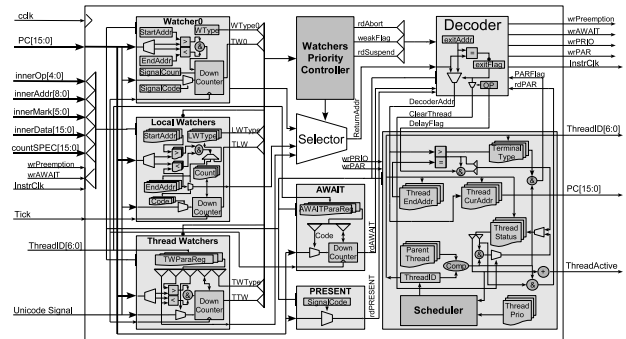 cclk
PC[15:0]
innerOp[4:0]
innerAddr[8:0]
innerMark[5:0]
innerData[15:0]
countSPEC[15:0]
wrPreemption
wrAWAIT
InstrClk
Tick
ThreadID[6:0]
Unicode Signal
Watcher0
StartAddr
WType
EndAddr
SignalCoun
SignalCode
Down
Counter
WType0
TW0
Local Watchers
StartAddr
LWType
Count
EndAddr
Code
Down
Counter
LWType
TLW
Thread Watchers
TWParaReg
Down
Counter
TWType
TTW
Watchers
Priority
Controller
rdAbort
weakFlag
rdSuspend
Selector
ReturnAddr
wrPRIO
wrPAR
AWAIT
AWAITParaReg
Code
Down
Counter
rdAWAIT
PRESENT
SignalCode
rdPRESENT
Decoder
exitAddr
exitFlag
OP
DecoderAddr
ClearThread
DelayFlag
PARFlag
rdPAR
wrPreemption
wrAWAIT
wrPRIO
wrPAR
InstrClk
ThreadID[6:0]
PC[15:0]
ThreadActive
Terminal
Type
Thread
EndAddr
Thread
CurAddr
Thread
Status
Parent
Thread
ThreadID
Comp
Scheduler
Thread
Prio